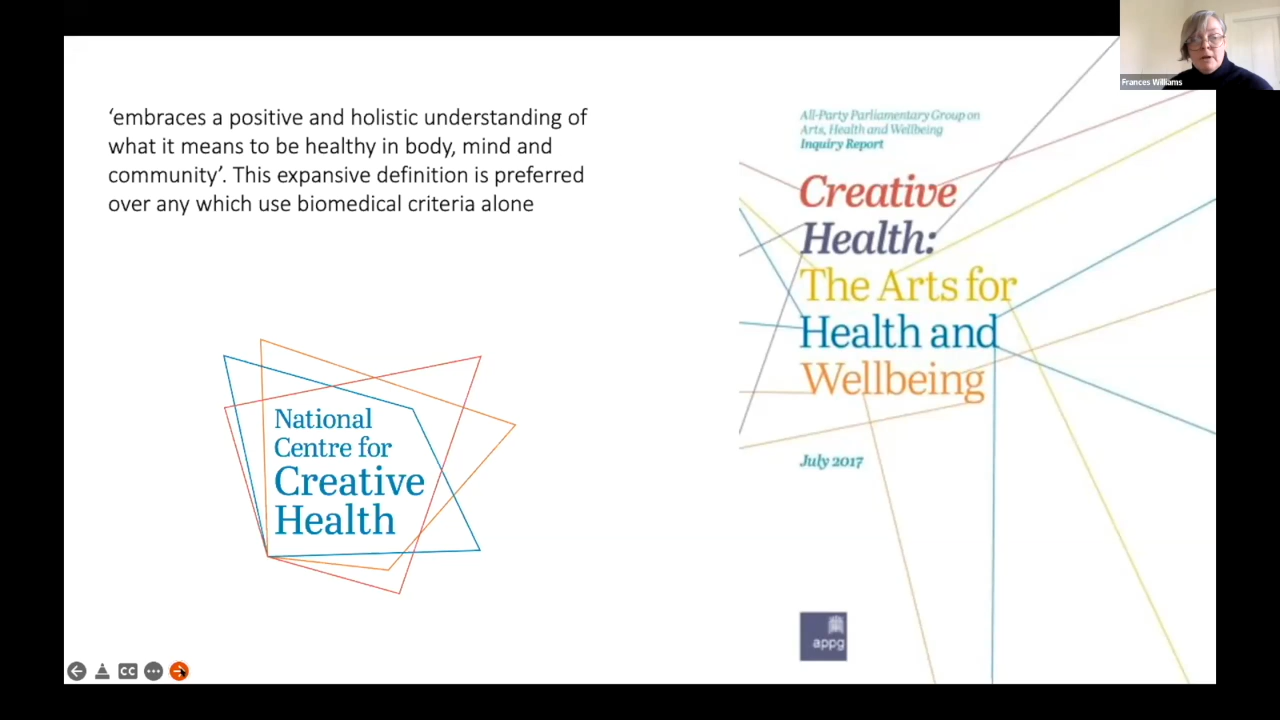 ‘embraces a positive and holistic understanding of
what it means to be healthy in body, mind and
community’. This expansive definition is preferred
over any which use biomedical criteria alone
National
Centre for
Creative
Health
All-Party Parliamentary Group on
Arts, Health and Wellbeing
Inquiry Report
Creative
Health:
The Arts for
Health and
Wellbeing
July 2017
appg
Frances Williams
CC